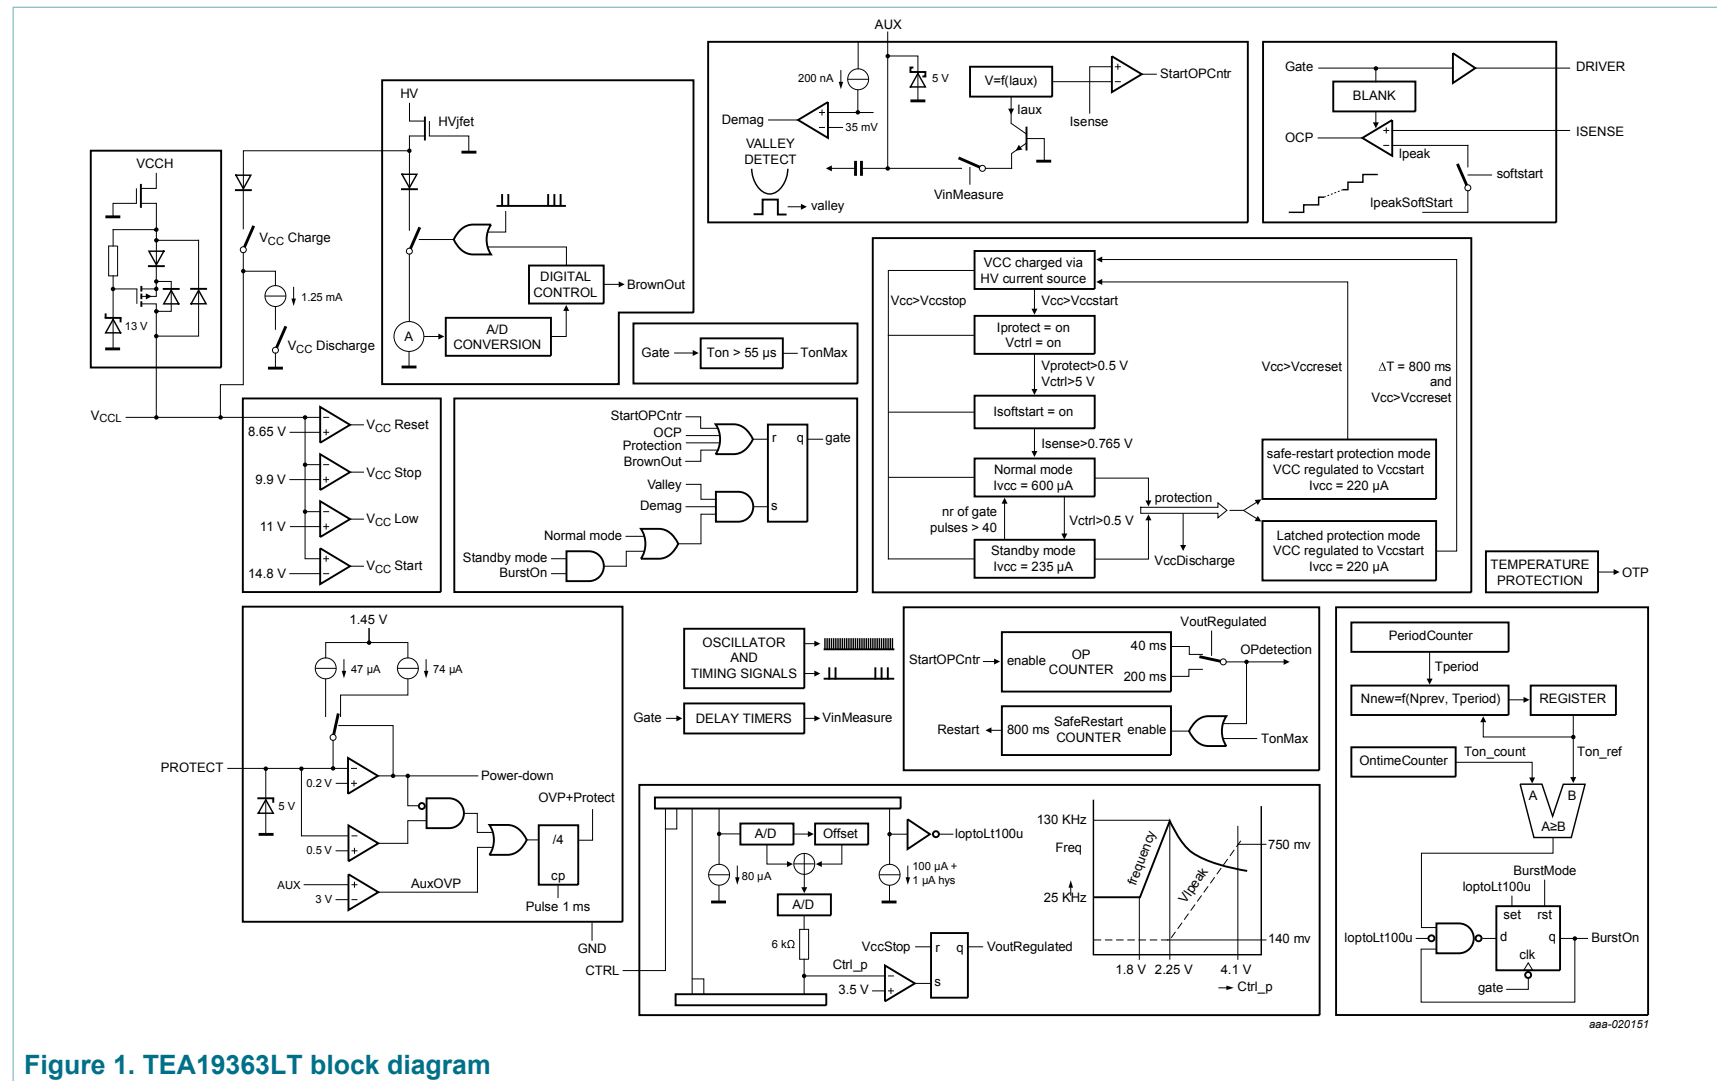 AUX
200 nA
5 V
V=f(Iaux)
StartOPCntr
Iaux
Isense
Demag
35 mV
VALLEY
DETECT
valley
VinMeasure
Gate
DRIVER
BLANK
OCP
ISENSE
Ipeak
softstart
IpeakSoftStart
HV
HVjfet
DIGITAL
CONTROL
BrownOut
A
A/D
CONVERSION
VCCH
13 V
VCC Charge
1.25 mA
VCC Discharge
VCCL
Gate
Ton > 55 µs
TonMax
8.65 V
VCC Reset
9.9 V
VCC Stop
11 V
VCC Low
14.8 V
VCC Start
StartOPCntr
OCP
Protection
BrownOut
r
q
gate
Valley
Demag
s
Normal mode
Standby mode
BurstOn
VCC charged via
HV current source
Vcc>Vccstop
Vcc>Vccstart
Iprotect = on
Vctrl = on
Vprotect>0.5 V
Vctrl>5 V
Isoftstart = on
Isense>0.765 V
Normal mode
Ivcc = 600 µA
nr of gate
pulses > 40
Vctrl>0.5 V
Standby mode
Ivcc = 235 µA
protection
VccDischarge
Vcc>Vccreset
ΔT = 800 ms
and
Vcc>Vccreset
safe-restart protection mode
VCC regulated to Vccstart
Ivcc = 220 µA
Latched protection mode
VCC regulated to Vccstart
Ivcc = 220 µA
TEMPERATURE
PROTECTION
OTP
1.45 V
47 µA
74 µA
PROTECT
5 V
0.2 V
Power-down
OVP+Protect
0.5 V
/4
cp
AUX
3 V
AuxOVP
Pulse 1 ms
GND
CTRL
OSCILLATOR
AND
TIMING SIGNALS
Gate
DELAY TIMERS
VinMeasure
StartOPCntr
enable
OP
COUNTER
40 ms
200 ms
VoutRegulated
OPdetection
Restart
800 ms
SafeRestart
COUNTER
enable
TonMax
A/D
Offset
80 µA
IoptoLt100u
100 µA +
1 µA hys
A/D
6 kΩ
Ctrl_p
3.5 V
VccStop
r
q
s
VoutRegulated
130 KHz
Freq
25 KHz
frequency
VIpeak
750 mv
140 mv
1.8 V
2.25 V
4.1 V
Ctrl_p
PeriodCounter
Tperiod
Nnew=f(Nprev, Tperiod)
REGISTER
OntimeCounter
Ton_count
Ton_ref
A
B
A≥B
BurstMode
IoptoLt100u
set
rst
IoptoLt100u
d
q
BurstOn
clk
gate
aaa-020151
Figure 1. TEA19363LT block diagram